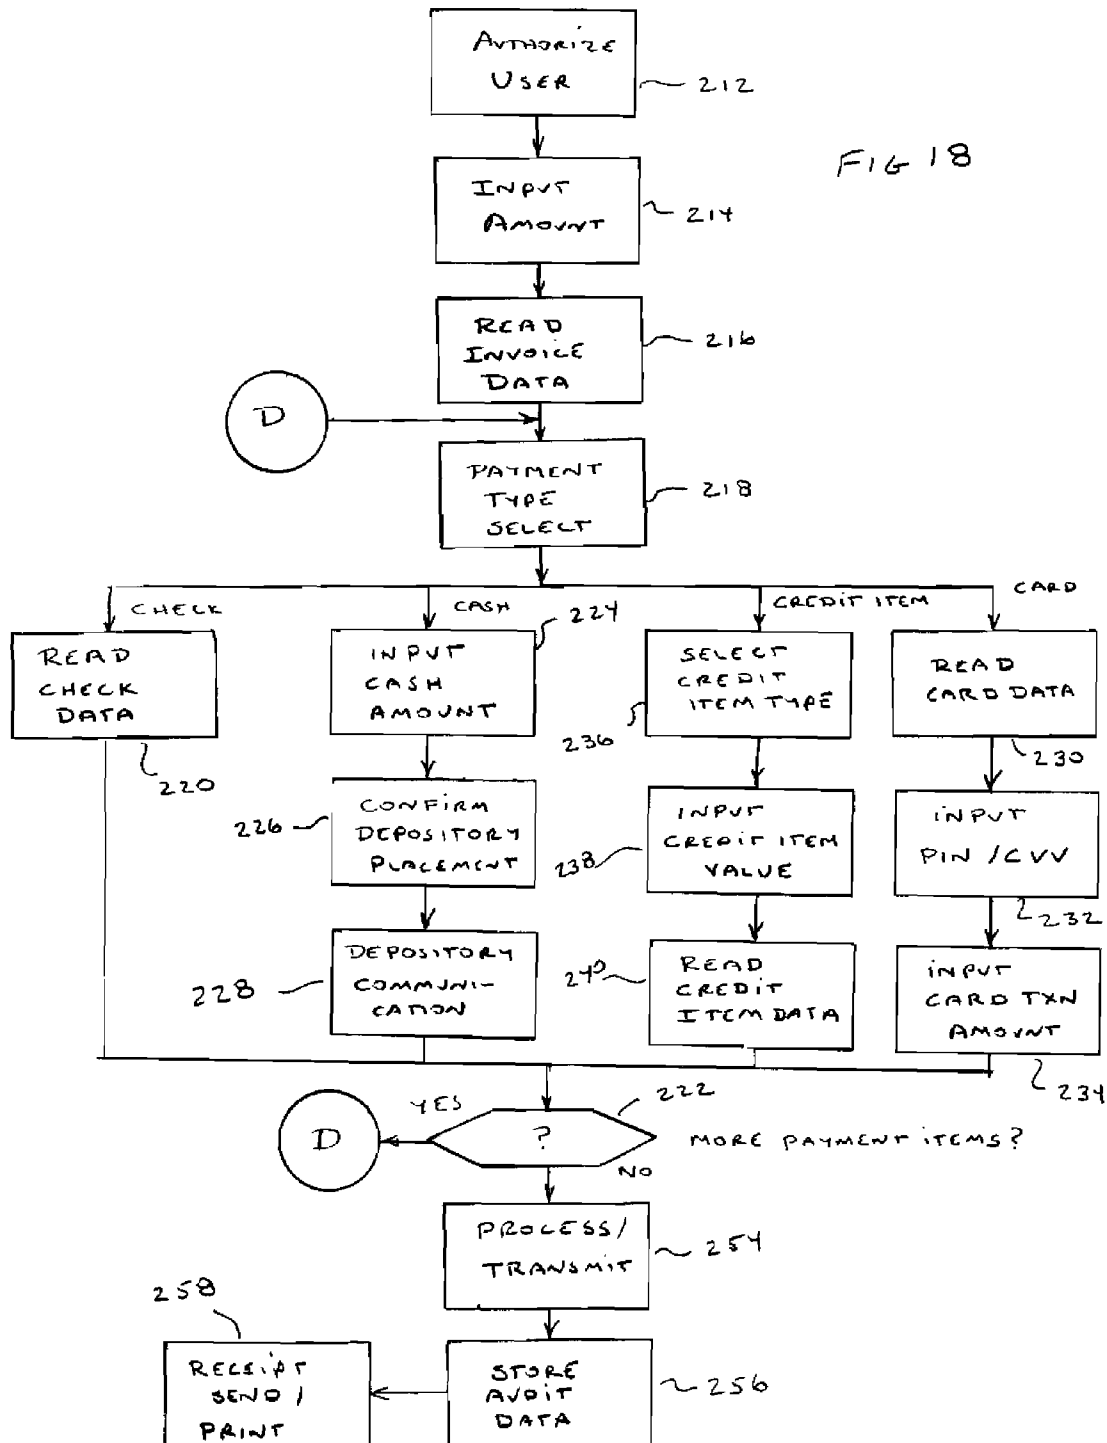 AUTHORIZE
USER
212
FIG 18
INPUT
AMOUNT
214
READ
INVOICE
DATA
216
D
PAYMENT
TYPE
SELECT
218
CHECK
CASH
CREDIT ITEM
CARD
READ
CHECK
DATA
220
INPUT
CASH
AMOUNT
224
SELECT
CREDIT
ITEM TYPE
236
READ
CARD DATA
230
CONFIRM
DEPOSITORY
PLACEMENT
226
INPUT
CREDIT ITEM
VALUE
238
INPUT
PIN / CVV
232
DEPOSITORY
COMMUNI-
CATION
228
READ
CREDIT
ITEM DATA
240
INPUT
CARD TXN
AMOUNT
234
YES
222
D
?
MORE PAYMENT ITEMS?
NO
PROCESS/
TRANSMIT
254
258
RECEIPT
SEND /
PRINT
STORE
AUDIT
DATA
256